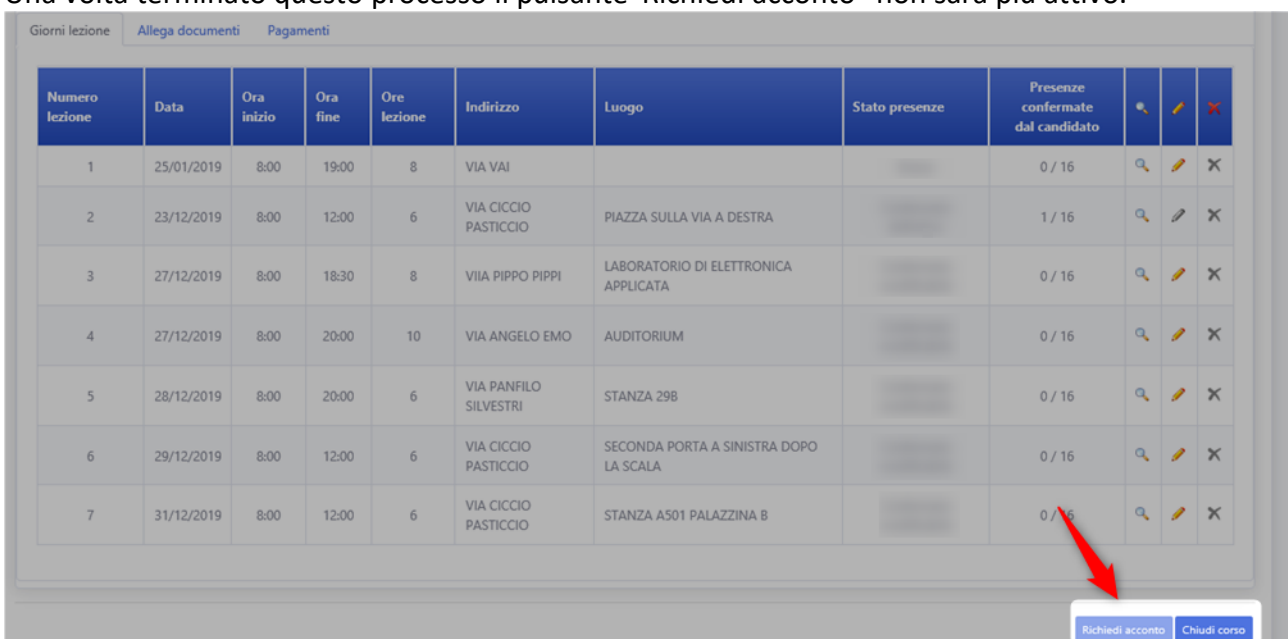 Una volta terminato questo processo il pulsante "Richiedi acconto" non sarà più attivo.
Giorni lezione Allega documenti Pagamenti
Numero lezione Data Ora inizio Ora fine Ore lezione Indirizzo Luogo Stato presenze Presenze confermate dal candidato
1 25/01/2019 8:00 19:00 8 VIA VAI 0 / 16
2 23/12/2019 8:00 12:00 6 VIA CICCIO PASTICCIO PIAZZA SULLA VIA A DESTRA 1 / 16
3 27/12/2019 8:00 18:30 8 VIIA PIPPO PIPPI LABORATORIO DI ELETTRONICA APPLICATA 0 / 16
4 27/12/2019 8:00 20:00 10 VIA ANGELO EMO AUDITORIUM 0 / 16
5 28/12/2019 8:00 20:00 6 VIA PANFILO SILVESTRI STANZA 29B 0 / 16
6 29/12/2019 8:00 12:00 6 VIA CICCIO PASTICCIO SECONDA PORTA A SINISTRA DOPO LA SCALA 0 / 16
7 31/12/2019 8:00 12:00 6 VIA CICCIO PASTICCIO STANZA A501 PALAZZINA B 0 / 16
Richiedi acconto Chiudi corso